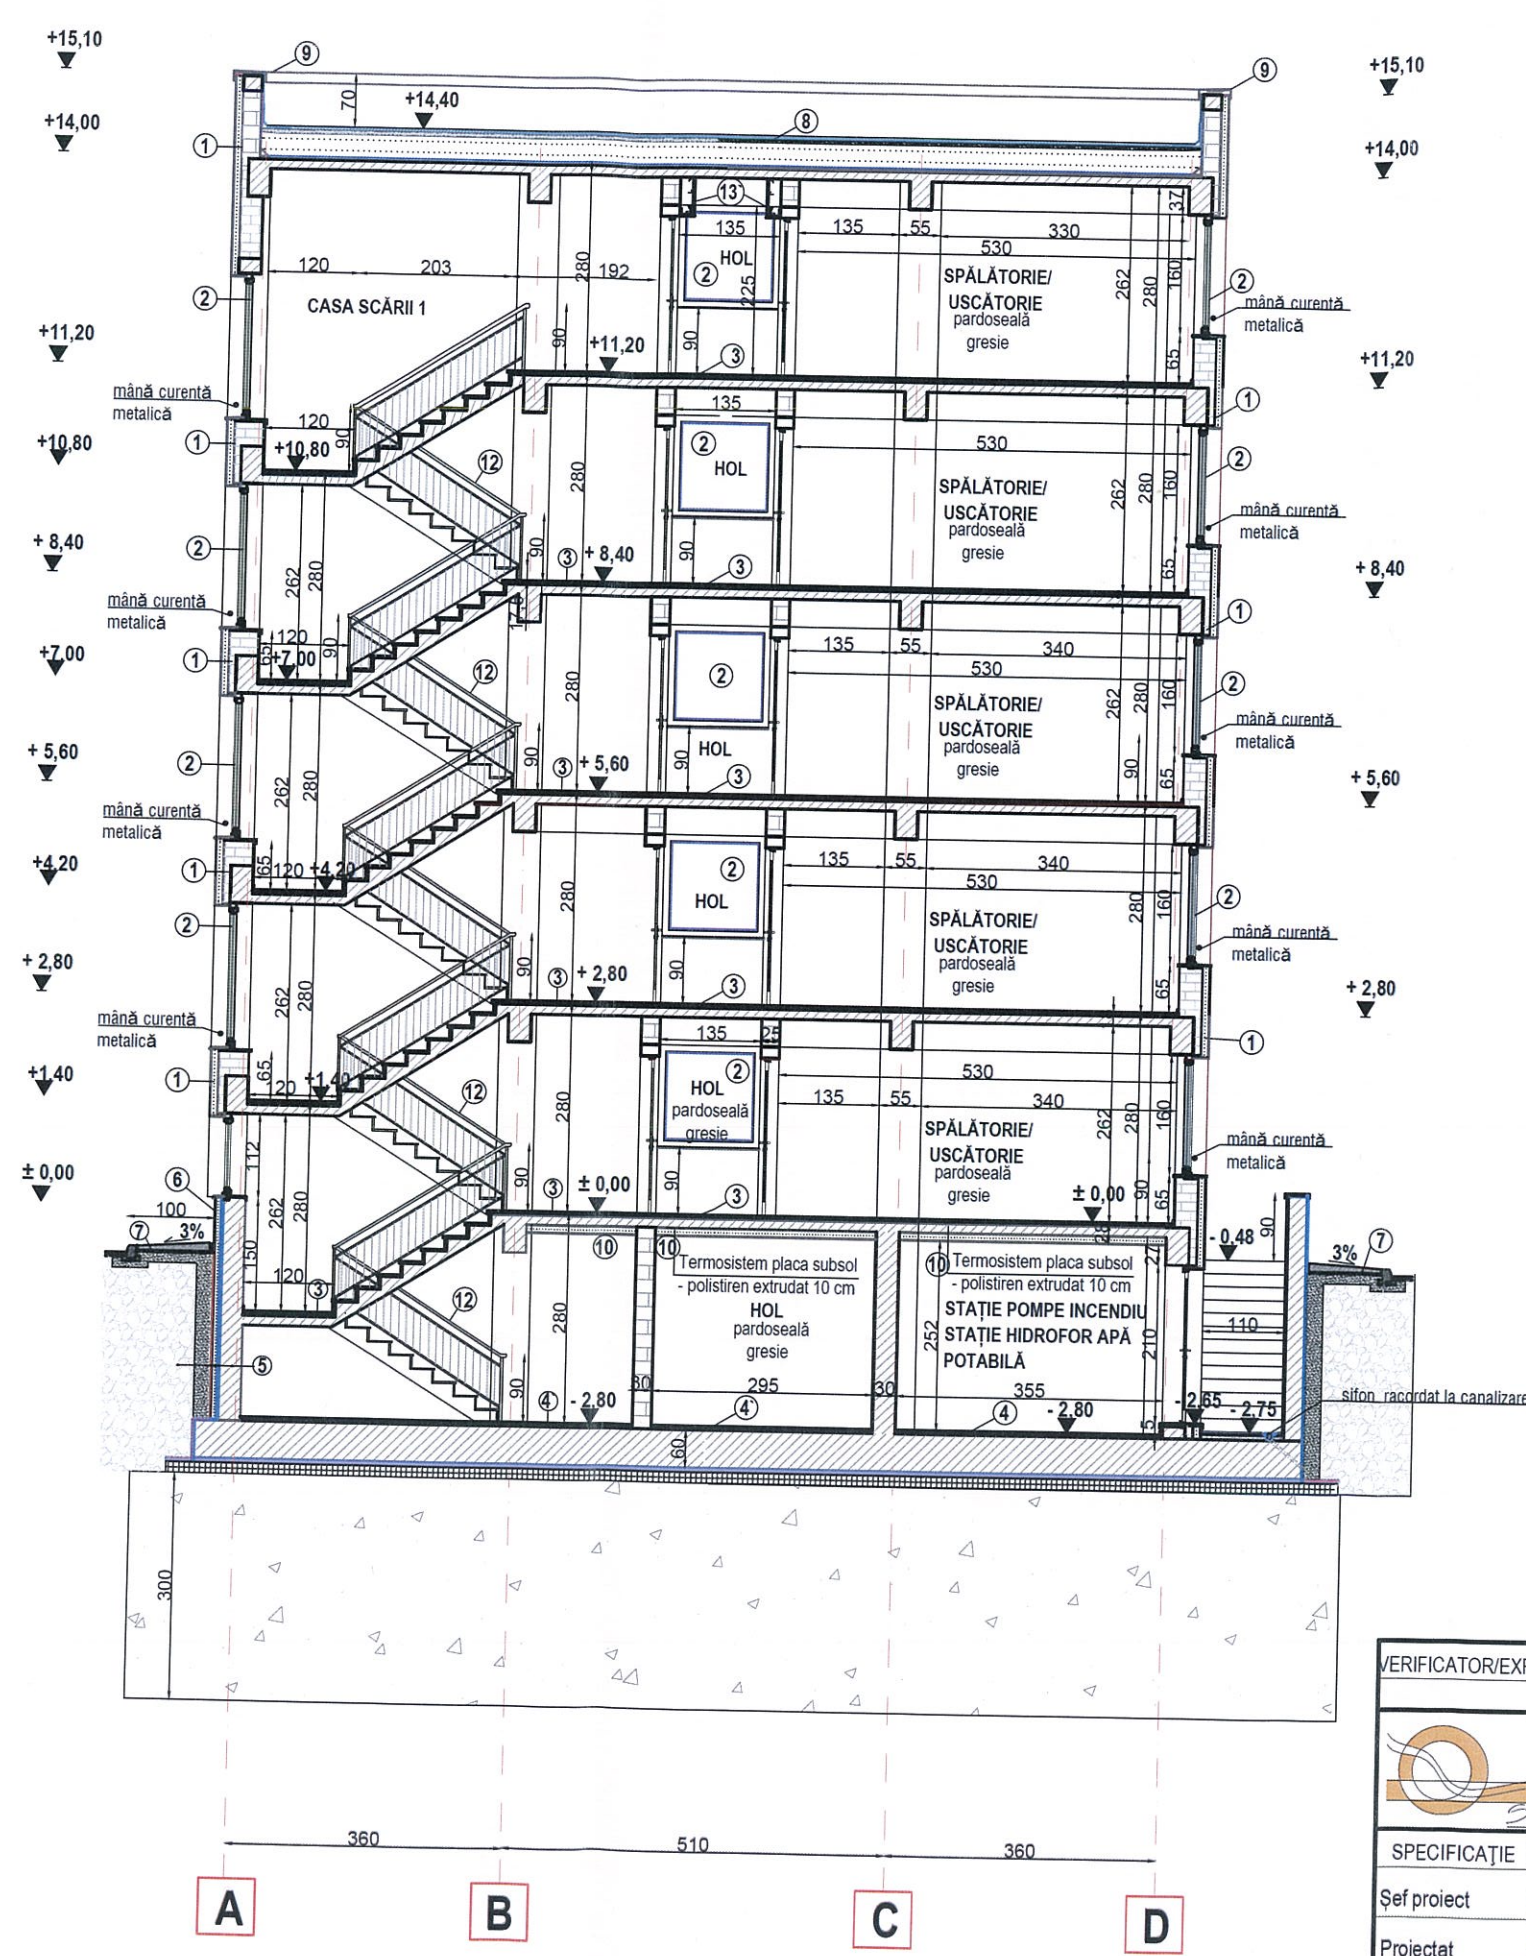 +15,10
9
9
+15,10
+14,40
70
+14,00
8
1
+14,00
13
37
135
135
55
330
HOL
530
120
203
280
192
2
225
SPĂLĂTORIE/
USCĂTORIE
pardoseală
gresie
262
280
160
2
mână curentă
metalică
2
CASA SCĂRII 1
+11,20
90
+11,20
90
3
65
+11,20
mână curentă
metalică
135
1
120
90
+10,80
1
+10,80
2
HOL
530
12
280
SPĂLĂTORIE/
USCĂTORIE
pardoseală
gresie
262
280
160
2
mână curentă
metalică
+ 8,40
2
262
280
90
3
+ 8,40
90
3
65
+ 8,40
mână curentă
metalică
1
120
90
65
+7,00
1
+7,00
12
2
135
55
340
530
280
SPĂLĂTORIE/
USCĂTORIE
pardoseală
gresie
262
280
160
2
mână curentă
metalică
+ 5,60
2
262
280
90
3
+ 5,60
HOL
90
3
90
65
+ 5,60
mână curentă
metalică
+4,20
1
65
120
+4,20
2
HOL
135
55
340
530
280
SPĂLĂTORIE/
USCĂTORIE
pardoseală
gresie
280
160
2
mână curentă
metalică
+ 2,80
2
262
280
90
3
+ 2,80
90
3
65
+ 2,80
mână curentă
metalică
135
25
1
+1,40
1
65
120
+1,40
12
HOL
2
pardoseală
gresie
530
135
55
340
280
SPĂLĂTORIE/
USCĂTORIE
pardoseală
gresie
262
280
160
mână curentă
metalică
± 0,00
6
112
262
280
90
3
± 0,00
90
3
± 0,00
90
65
100
7
3%
150
120
3
10
10
Termosistem placa subsol
- polistiren extrudat 10 cm
HOL
pardoseală
gresie
28
10
Termosistem placa subsol
- polistiren extrudat 10 cm
STAȚIE POMPE INCENDIU
STAȚIE HIDROFOR APĂ
POTABILĂ
27
- 0,48
90
3%
7
12
280
252
210
110
5
90
4
- 2,80
30
295
30
4
355
4
- 2,80
- 2,65
- 2,75
5
sifon racordat la canalizare
60
300
VERIFICATOR/EX
360
510
360
SPECIFICAŢIE
Șef proiect
Proiectat
A
B
C
D